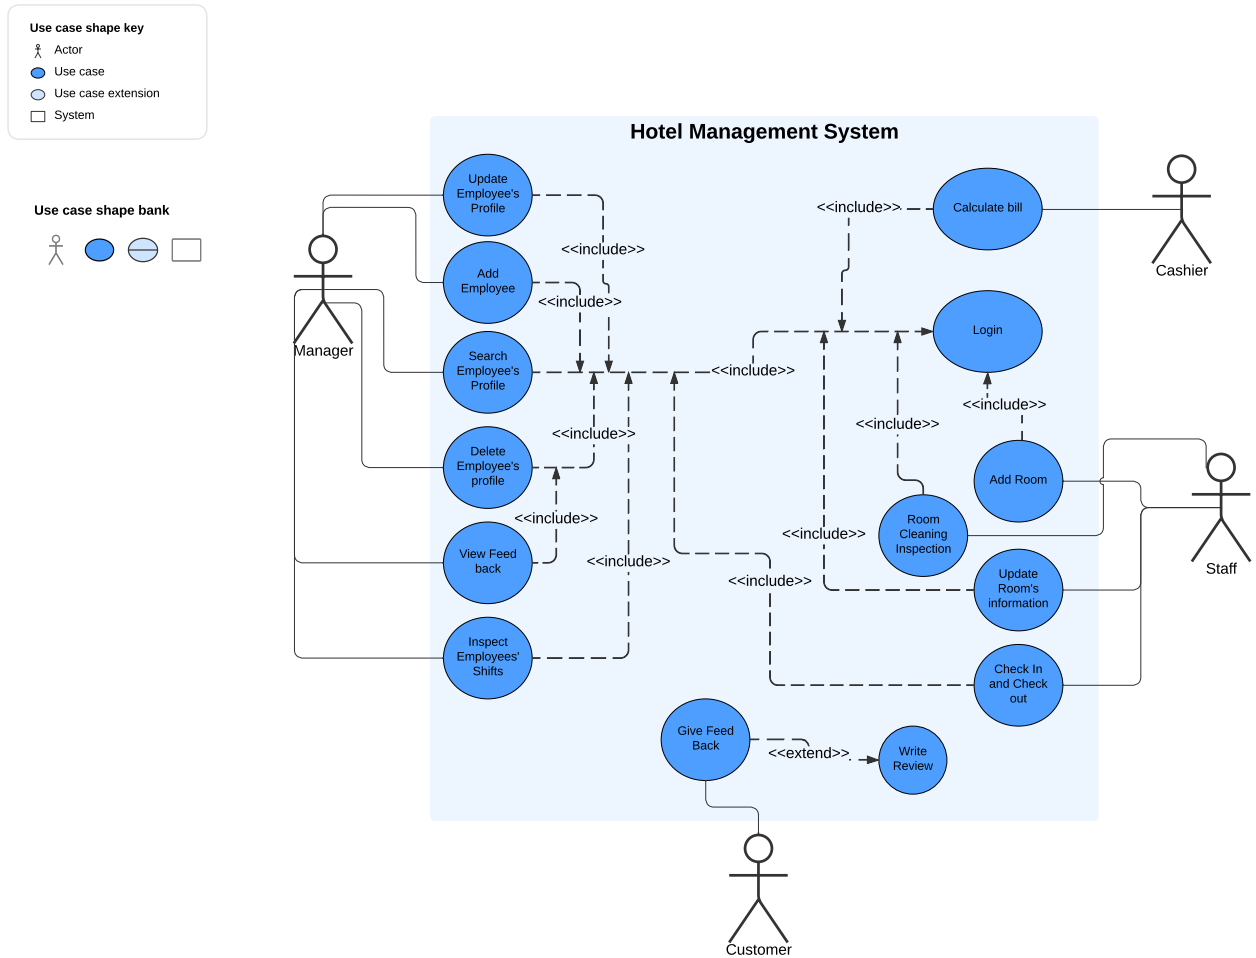 Use case shape key
Actor
Use case
Use case extension
System
Use case shape bank
Hotel Management System
Update
Employee's
Profile
<<include>>
Calculate bill
Cashier
<<include>>
Add
Employee
<<include>>
Manager
Login
Search
Employee's
Profile
<<include>>
<<include>>
<<include>>
<<include>>
Delete
Employee's
profile
Add Room
<<include>>
<<include>>
Room
Cleaning
Inspection
Staff
View Feed
back
<<include>>
<<include>>
Update
Room's
information
Inspect
Employees'
Shifts
Check In
and Check
out
Give Feed
Back
<<extend>>
Write
Review
Customer